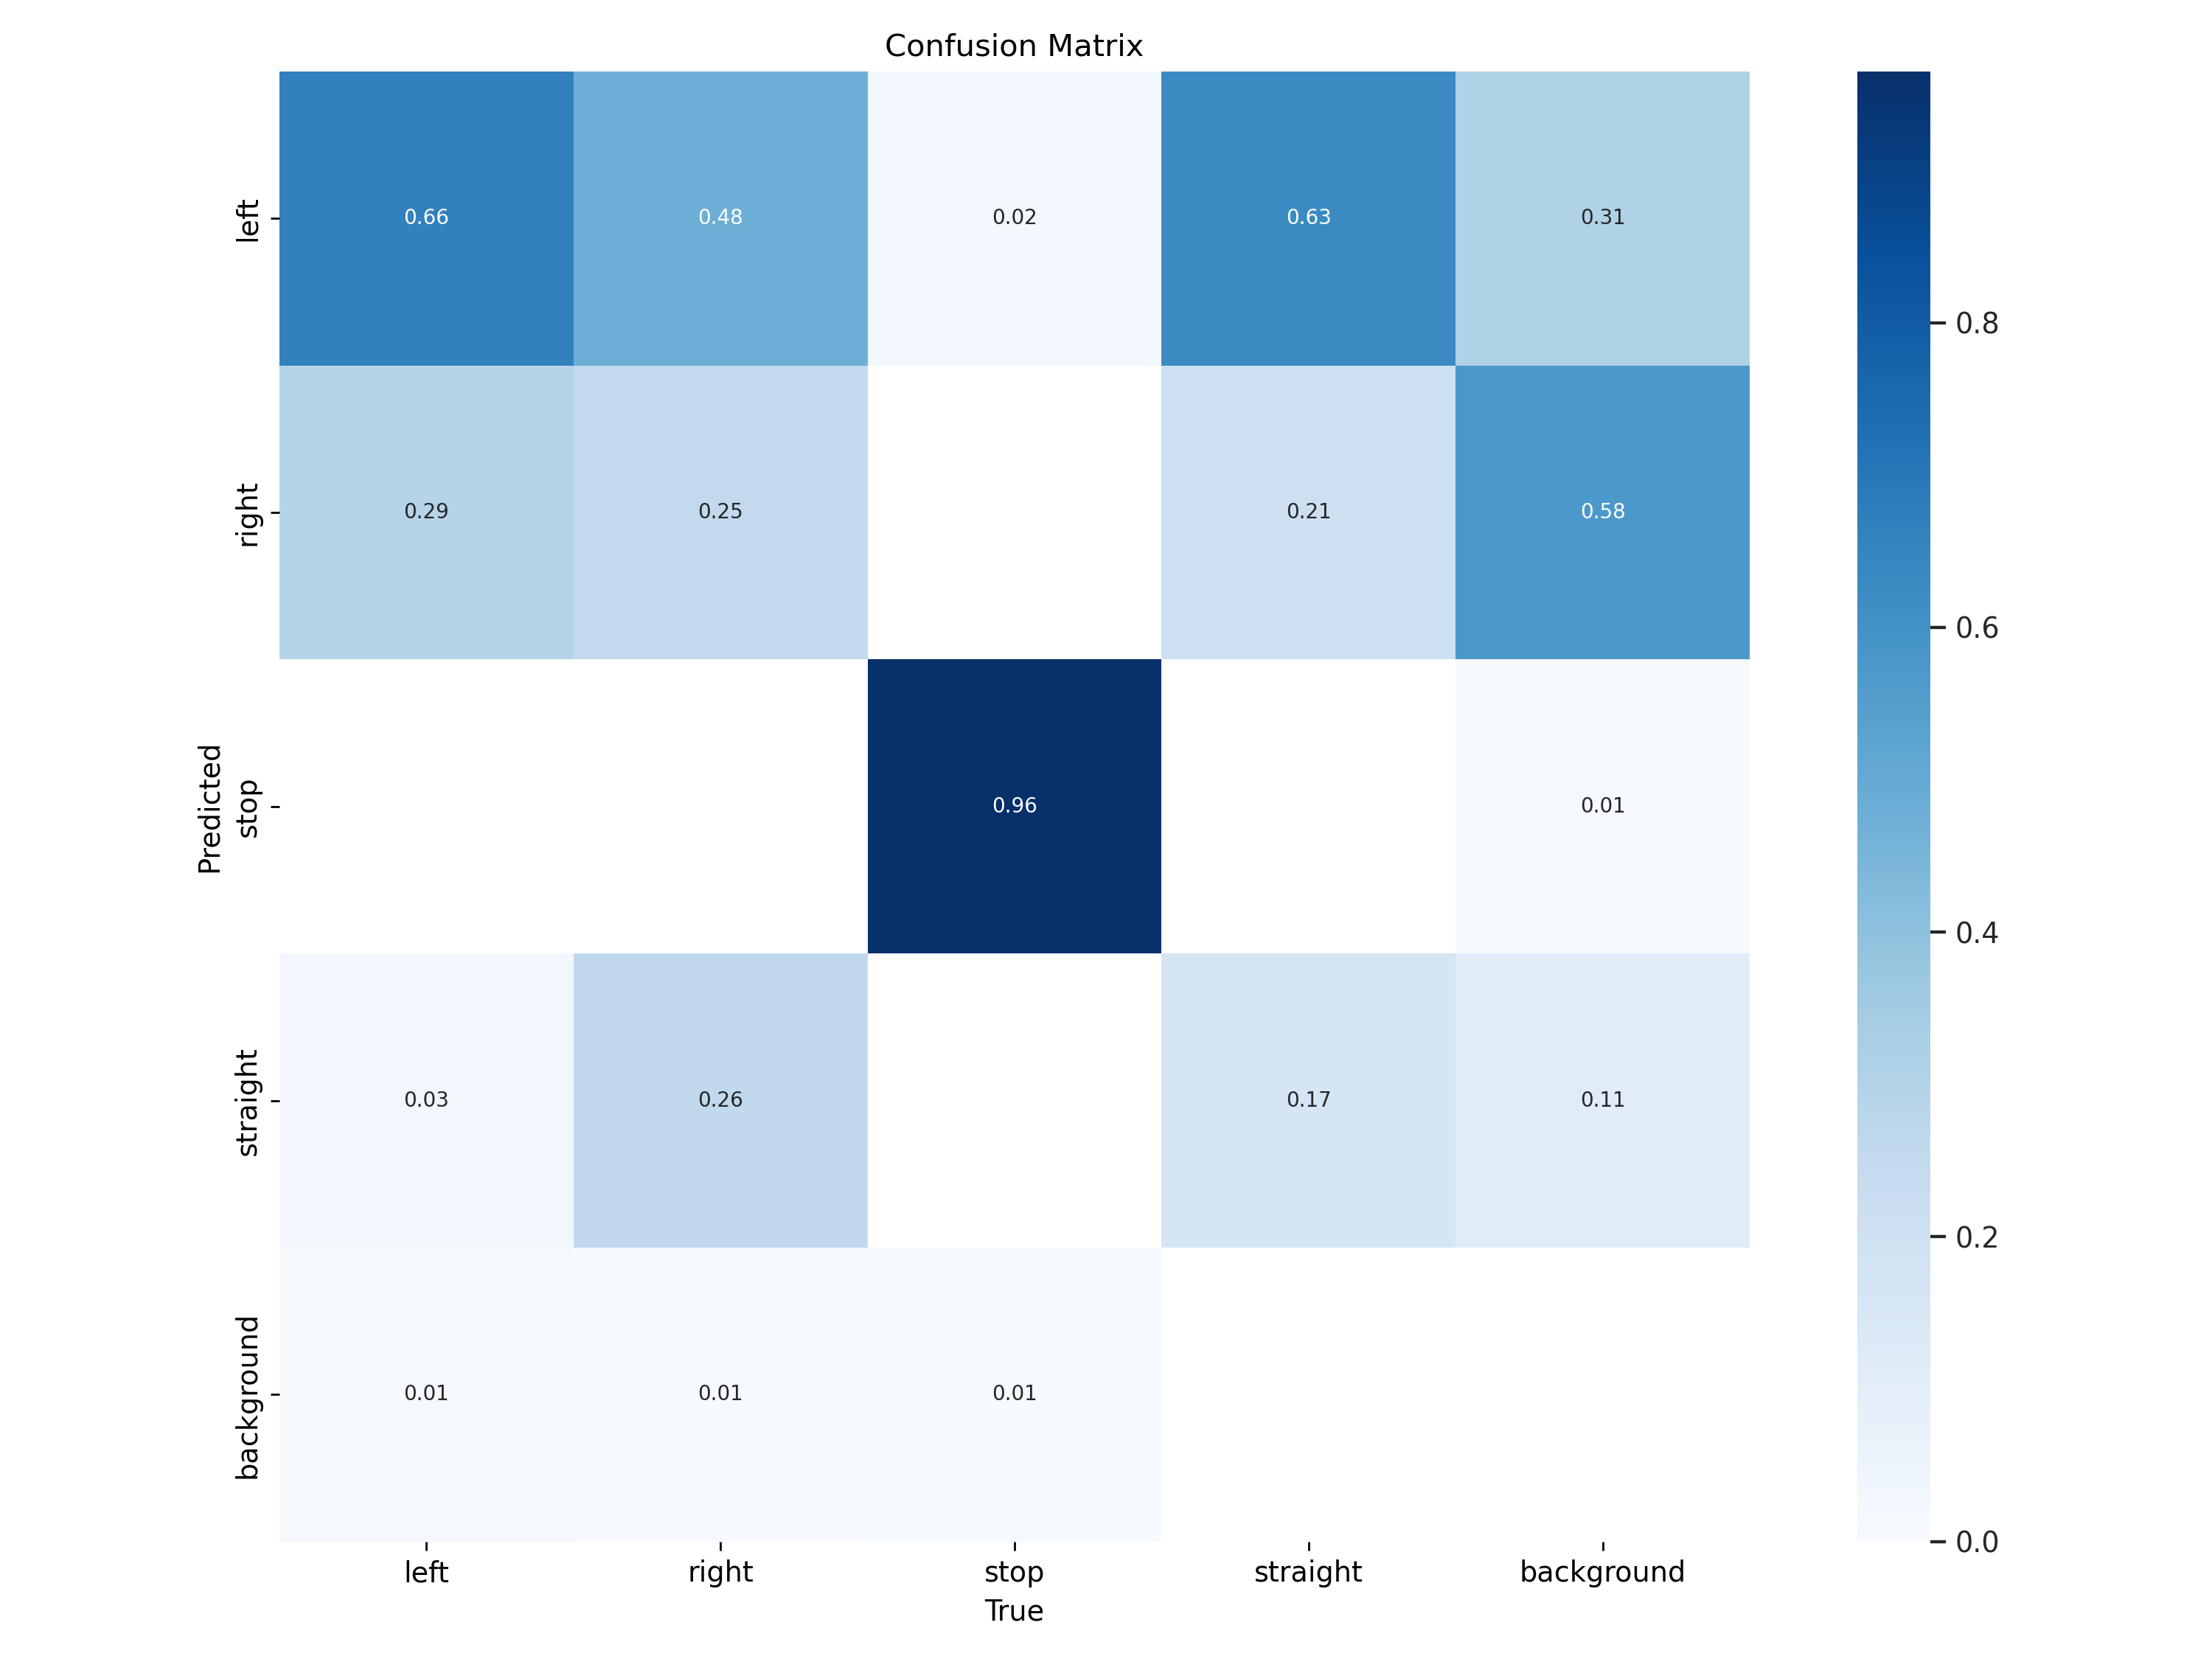 Confusion Matrix
left
0.66
0.48
0.02
0.63
0.31
right
0.29
0.25
0.21
0.58
Predicted
stop
0.96
0.01
straight
0.03
0.26
0.17
0.11
background
0.01
0.01
0.01
left
right
stop
straight
background
True
0.8
0.6
0.4
0.2
0.0